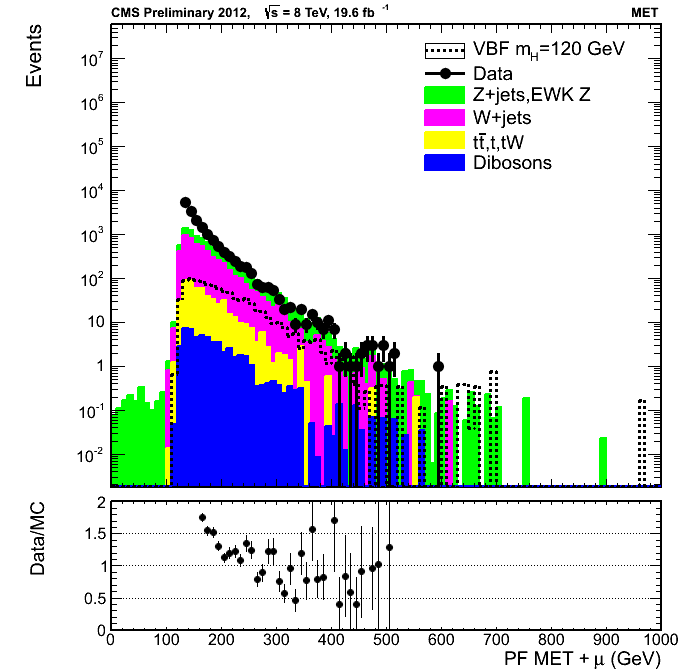 CMS Preliminary 2012, √s = 8 TeV, 19.6 fb⁻¹ MET
Events
10⁷
10⁶
10⁵
10⁴
10³
10²
10
1
10⁻¹
10⁻²
VBF m_H=120 GeV
Data
Z+jets,EWK Z
W+jets
tt̄,t,tW
Dibosons
Data/MC
2
1.5
1
0.5
0
0 100 200 300 400 500 600 700 800 900 1000
PF MET + μ (GeV)